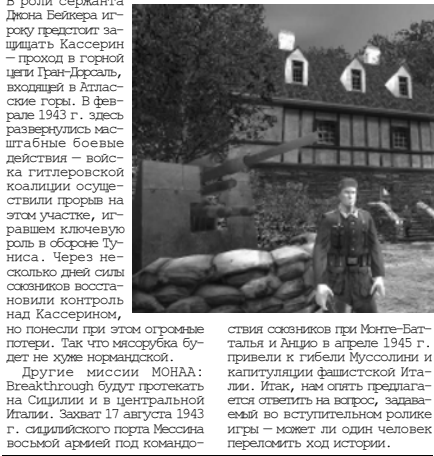 В роли сержанта
Джона Бейкера иг-
року предстоит за-
щищать Кассерин
— проход в горной
цепи Гран-Дорсаль,
входящей в Атлас-
ские горы. В фев-
рале 1943 г. здесь
развернулись мас-
штабные боевые
действия — войс-
ка гитлеровской
коалиции осуще-
ствили прорыв на
этом участке, иг-
равшем ключевую
роль в обороне Ту-
ниса. Через не-
сколько дней силы
союзников восста-
новили контроль
над Кассерином,
но понесли при этом огромные
потери. Так что мясорубка бу-
дет не хуже нормандской.
Другие миссии MOHAA:
Breakthrough будут протекать
на Сицилии и в центральной
Италии. Захват 17 августа 1943
г. сицилийского порта Мессина
восьмой армией под командо-
ствия союзников при Монте-Бат-
талья и Анцио в апреле 1945 г.
привели к гибели Муссолини и
капитуляции фашистской Ита-
лии. Итак, нам опять предлага-
ется ответить на вопрос, задава-
емый во вступительном ролике
игры — может ли один человек
переломить ход истории.